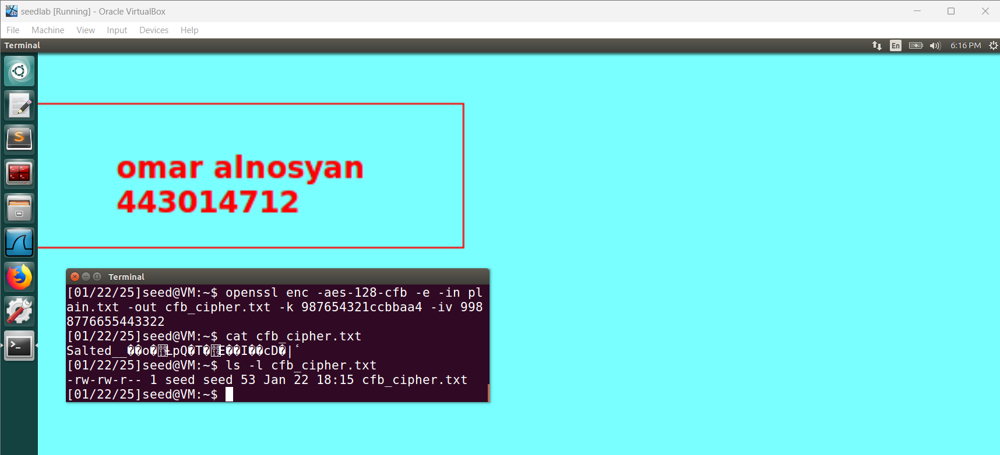 seedlab [Running] - Oracle VirtualBox
File Machine View Input Devices Help
Terminal En 6:16 PM
omar alnosyan
443014712
Terminal
[01/22/25]seed@VM:~$ openssl enc -aes-128-cfb -e -in pl
ain.txt -out cfb_cipher.txt -k 987654321ccbbaa4 -iv 998
8776655443322
[01/22/25]seed@VM:~$ cat cfb_cipher.txt
Salted__��o�ȽpQ�T�E��I��cD�|
[01/22/25]seed@VM:~$ ls -l cfb_cipher.txt
-rw-rw-r-- 1 seed seed 53 Jan 22 18:15 cfb_cipher.txt
[01/22/25]seed@VM:~$